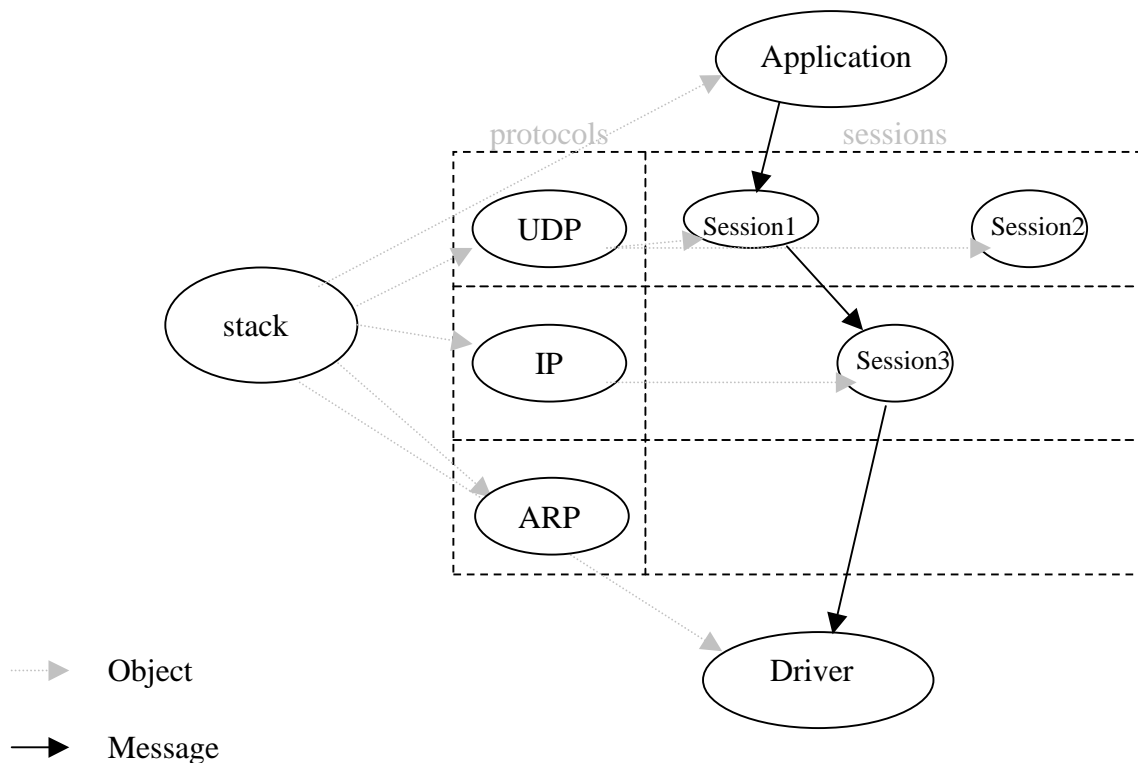 Application
protocols
sessions
UDP
Session1
Session2
stack
IP
Session3
ARP
Driver
Object
Message